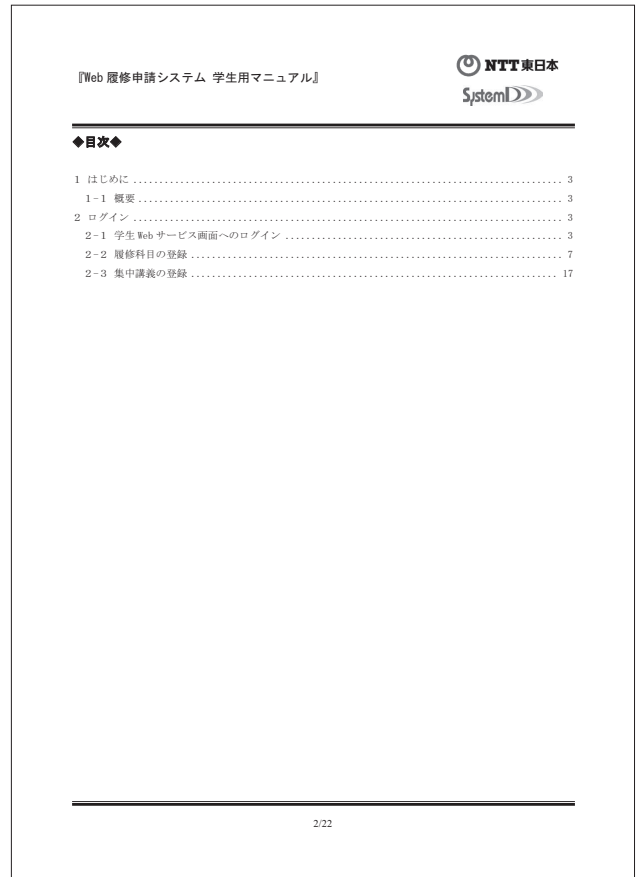 『Web 履修申請システム 学生用マニュアル』
NTT東日本
SystemD
◆目次◆
1 はじめに ........................................................................ 3
1-1 概要 ........................................................................ 3
2 ログイン ........................................................................ 3
2-1 学生 Web サービス画面へのログイン ........................................................................ 3
2-2 履修科目の登録 ........................................................................ 7
2-3 集中講義の登録 ........................................................................ 17
2/22